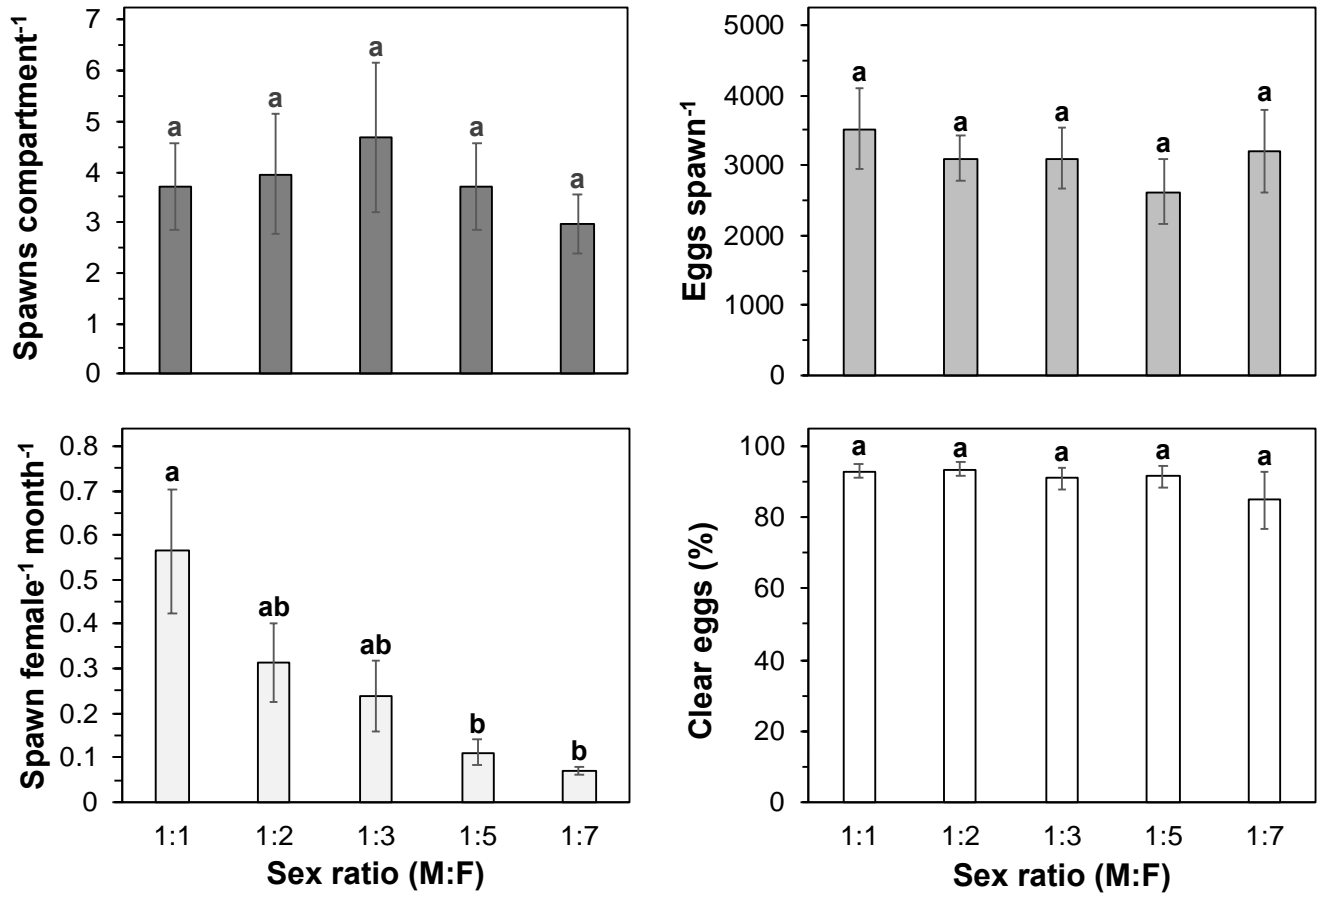 Spawns compartment-1
7
6
5
4
3
2
1
0
a
a
a
a
a
Eggs spawn-1
5000
4000
3000
2000
1000
0
a
a
a
a
a
Spawn female-1 month-1
0.8
0.7
0.6
0.5
0.4
0.3
0.2
0.1
0
a
ab
ab
b
b
1:1 1:2 1:3 1:5 1:7
Sex ratio (M:F)
Clear eggs (%)
100
80
60
40
20
0
a
a
a
a
a
1:1 1:2 1:3 1:5 1:7
Sex ratio (M:F)